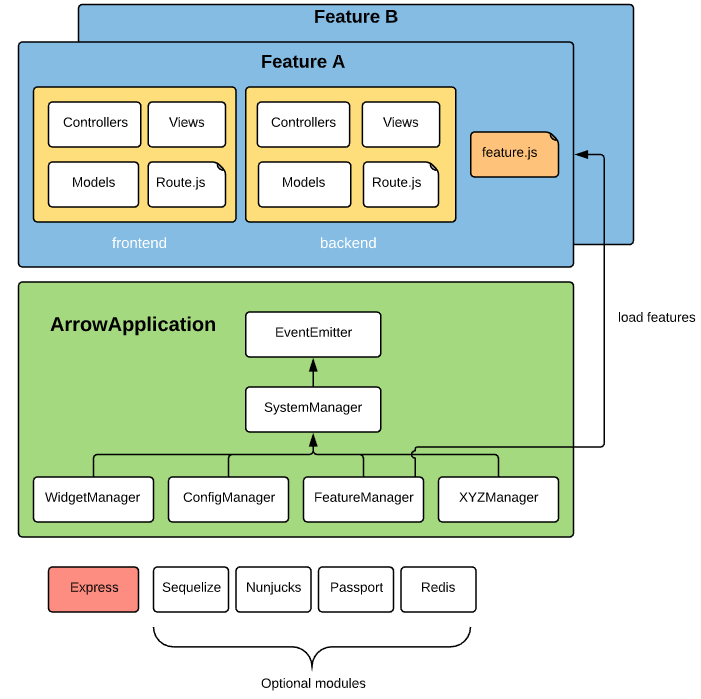 Feature B
Feature A
Controllers
Views
Models
Route.js
frontend
Controllers
Views
Models
Route.js
backend
feature.js
load features
ArrowApplication
EventEmitter
SystemManager
WidgetManager
ConfigManager
FeatureManager
XYZManager
Express
Sequelize
Nunjucks
Passport
Redis
Optional modules